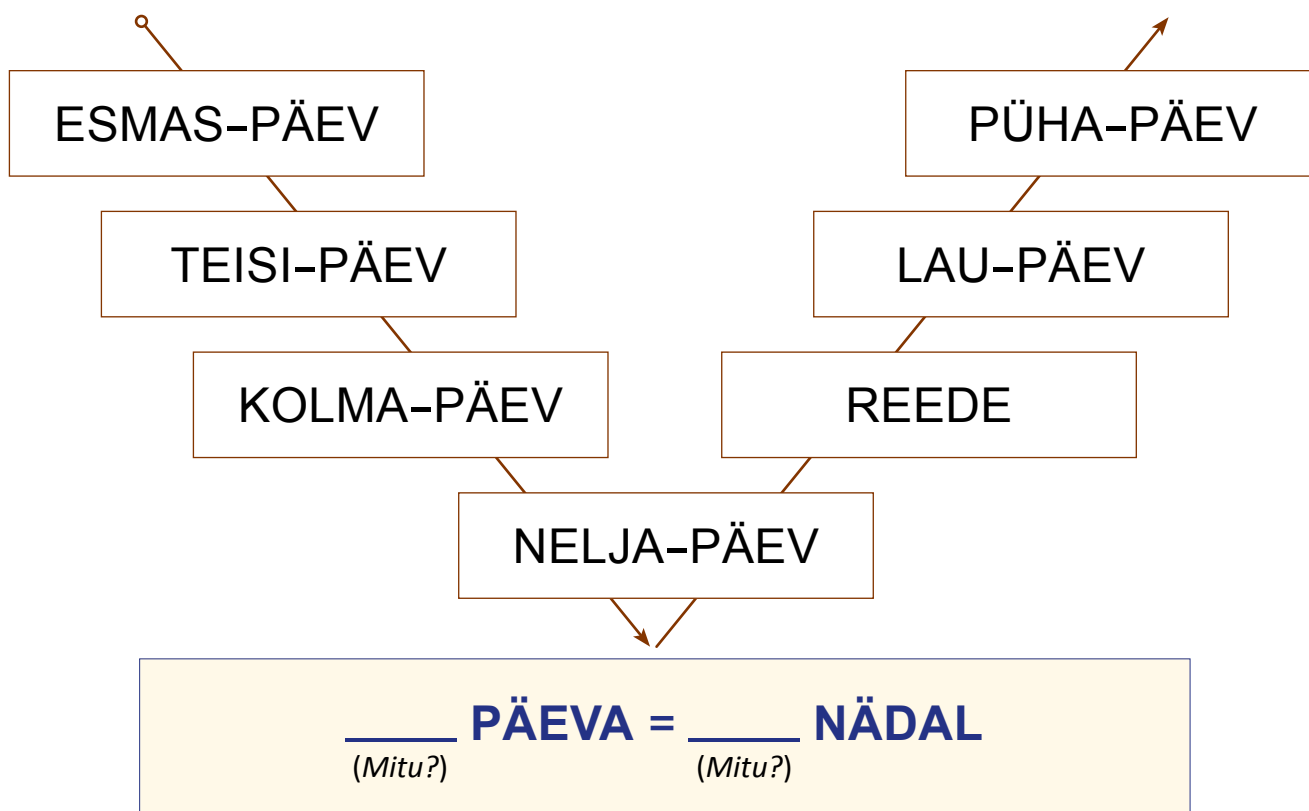 ESMAS–PÄEV
TEISI–PÄEV
KOLMA–PÄEV
NELJA–PÄEV
REEDE
LAU–PÄEV
PÜHA–PÄEV
____ PÄEVA = ____ NÄDAL
(Mitu?) (Mitu?)